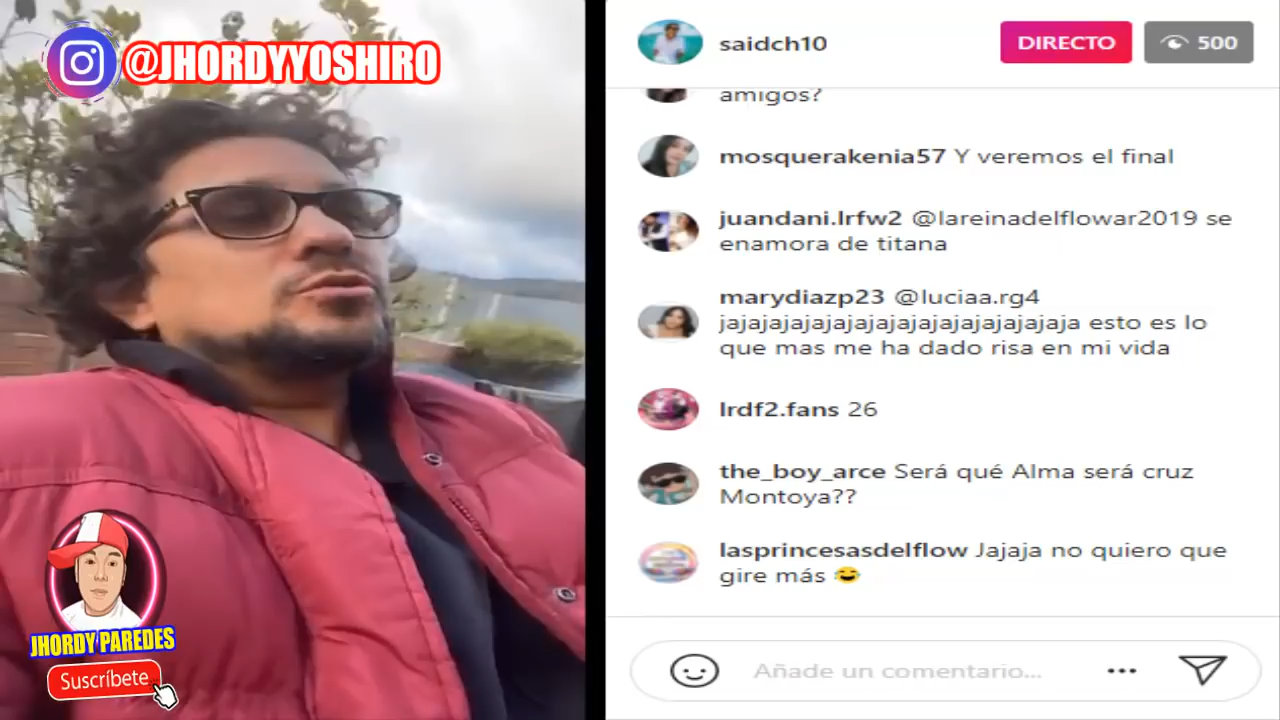 @JHORDYYOSHIRO
JHORDY PAREDES
Suscríbete
saidch10
DIRECTO
500
amigos?
mosquerakenia57 Y veremos el final
juandani.lrfw2 @lareinadelflowar2019 se
enamora de titana
marydiazp23 @luciaa.rg4
jajajajajajajajajajajajajajajajajaja esto es lo
que mas me ha dado risa en mi vida
lrdf2.fans 26
the_boy_arce Será qué Alma será cruz
Montoya??
lasprincesasdelflow Jajaja no quiero que
gire más 😂
Añade un comentario...